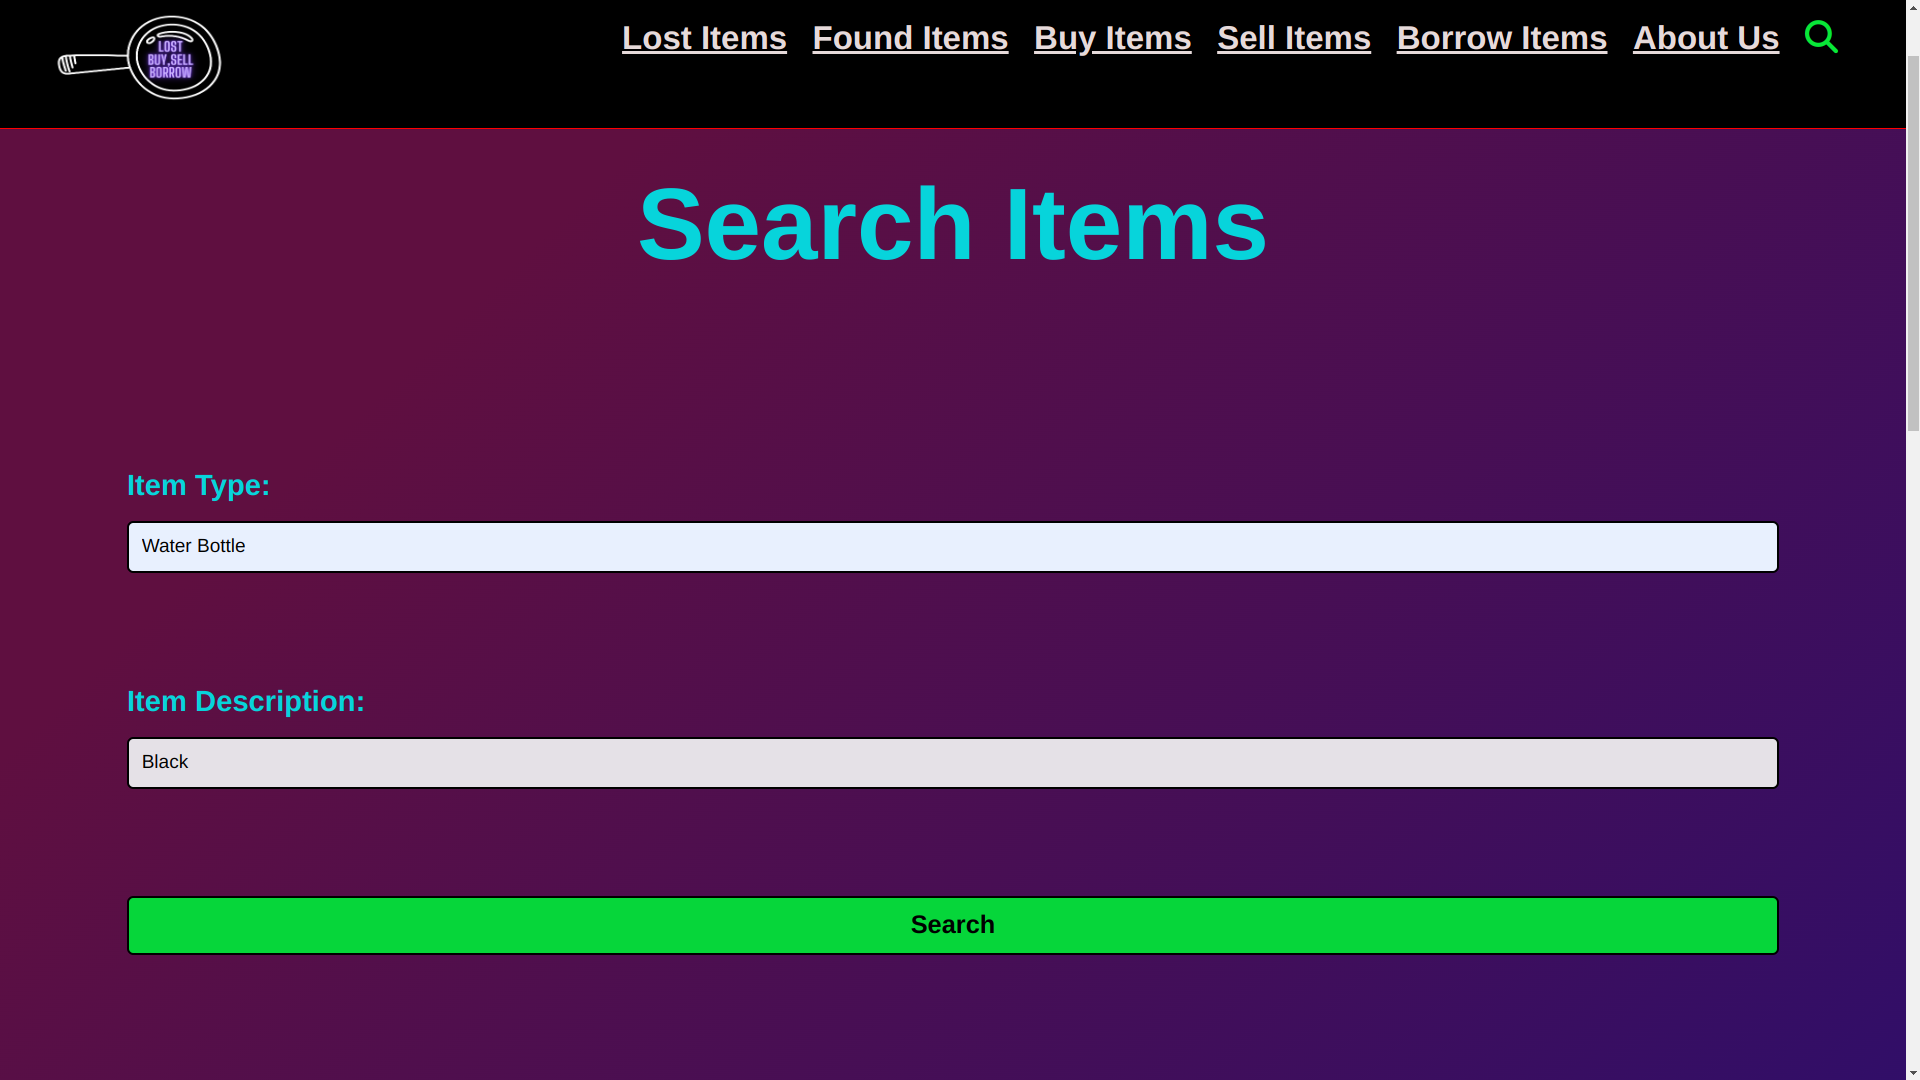 LOST
BUY,SELL
BORROW
Lost Items Found Items Buy Items Sell Items Borrow Items About Us
Search Items
Item Type:
Water Bottle
Item Description:
Black
Search